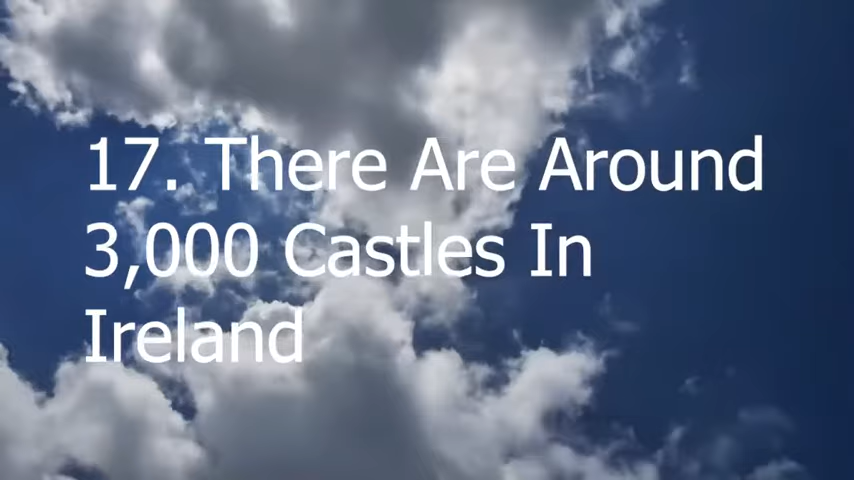 17. There Are Around
3,000 Castles In
Ireland